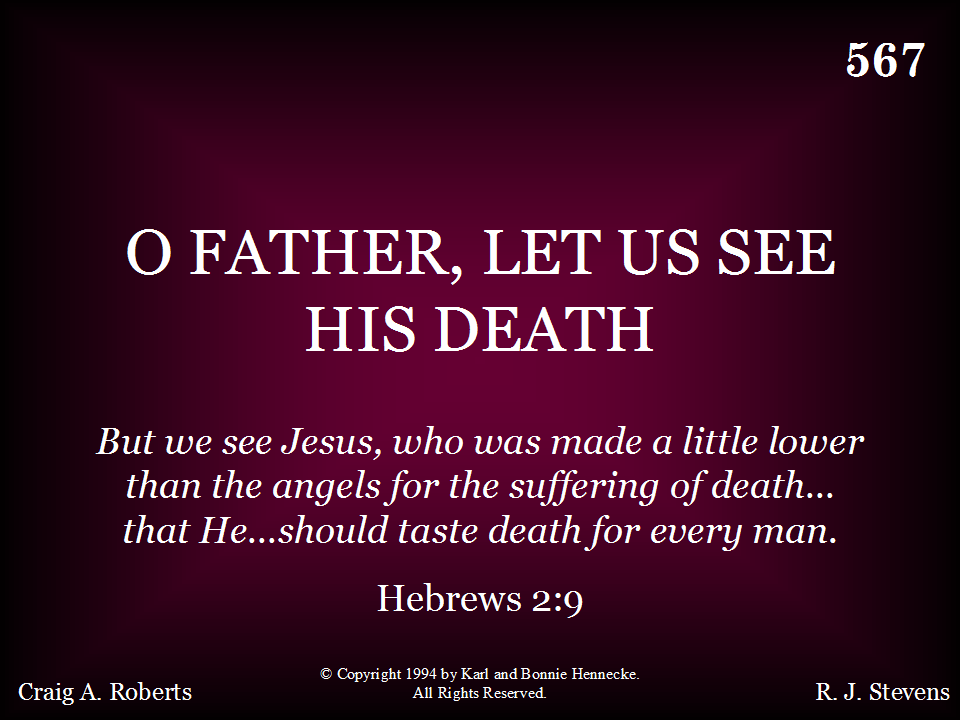 567
O FATHER, LET US SEE
HIS DEATH
But we see Jesus, who was made a little lower
than the angels for the suffering of death...
that He...should taste death for every man.
Hebrews 2:9
© Copyright 1994 by Karl and Bonnie Hennecke.
All Rights Reserved.
Craig A. Roberts
R. J. Stevens